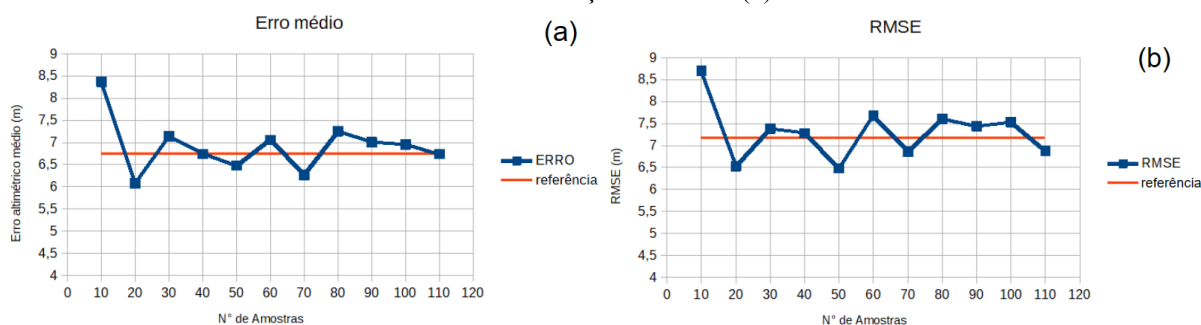 Erro médio
(a)
9
8,5
8
7,5
7
6,5
6
5,5
5
4,5
4
Erro altimétrico médio (m)
0 10 20 30 40 50 60 70 80 90 100 110 120
N° de Amostras
ERRO
referência
RMSE
(b)
9
8,5
8
7,5
7
6,5
6
5,5
5
4,5
4
RMSE (m)
0 10 20 30 40 50 60 70 80 90 100 110 120
N° de Amostras
RMSE
referência